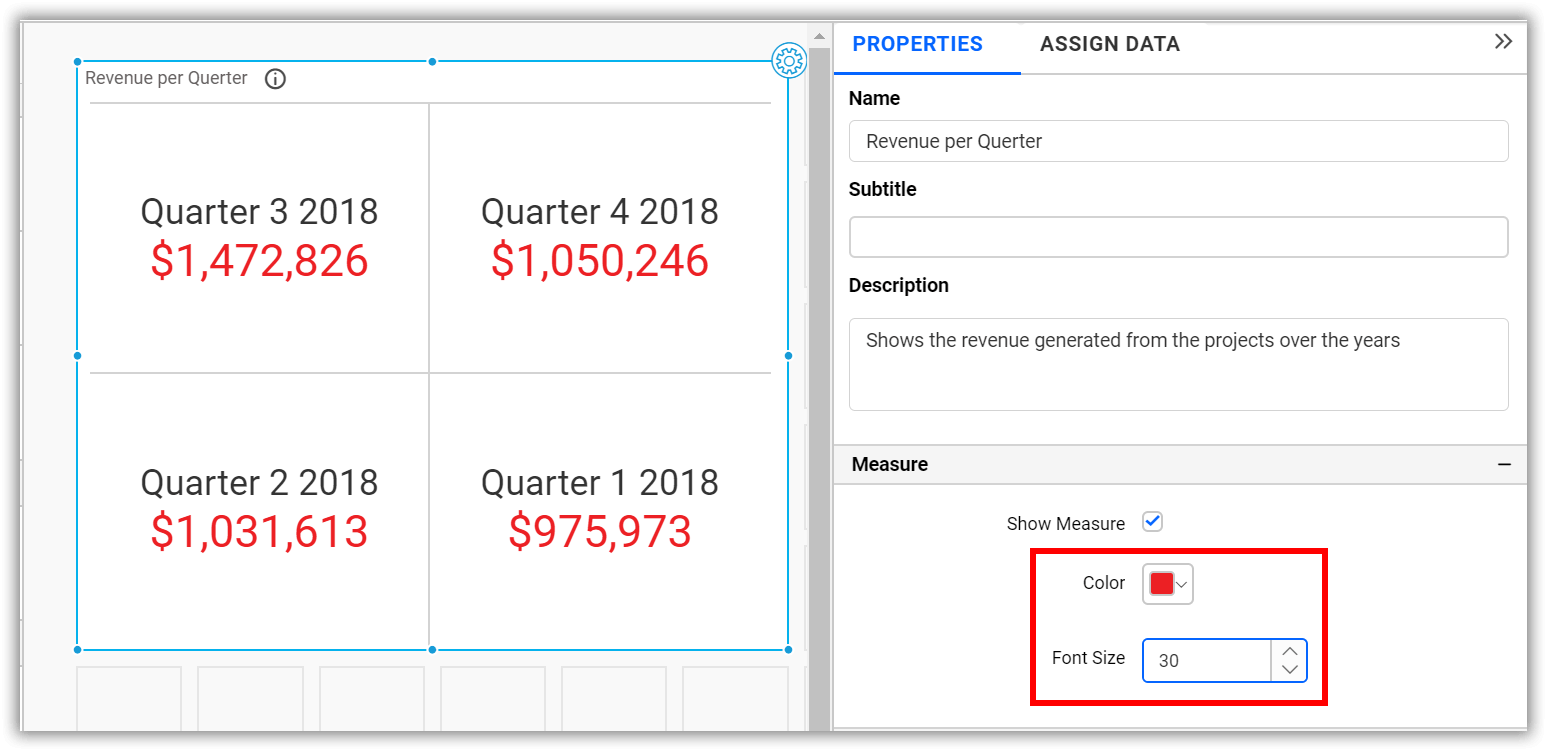 Revenue per Querter
Quarter 3 2018
$1,472,826
Quarter 4 2018
$1,050,246
Quarter 2 2018
$1,031,613
Quarter 1 2018
$975,973
PROPERTIES
ASSIGN DATA
Name
Revenue per Querter
Subtitle
Description
Shows the revenue generated from the projects over the years
Measure
Show Measure
Color
Font Size
30